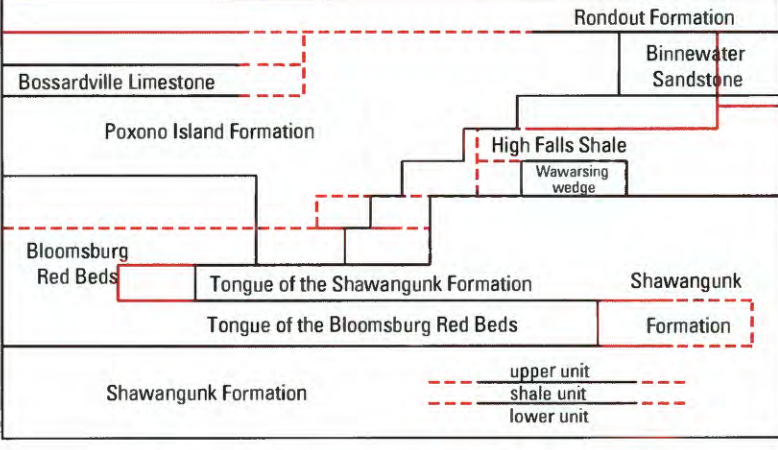 Rondout Formation
Binnewater
Sandstone
Bossardville Limestone
Poxono Island Formation
High Falls Shale
Wawarsing
wedge
Bloomsburg
Red Beds
Tongue of the Shawangunk Formation
Shawangunk
Formation
Tongue of the Bloomsburg Red Beds
Shawangunk Formation
upper unit
shale unit
lower unit